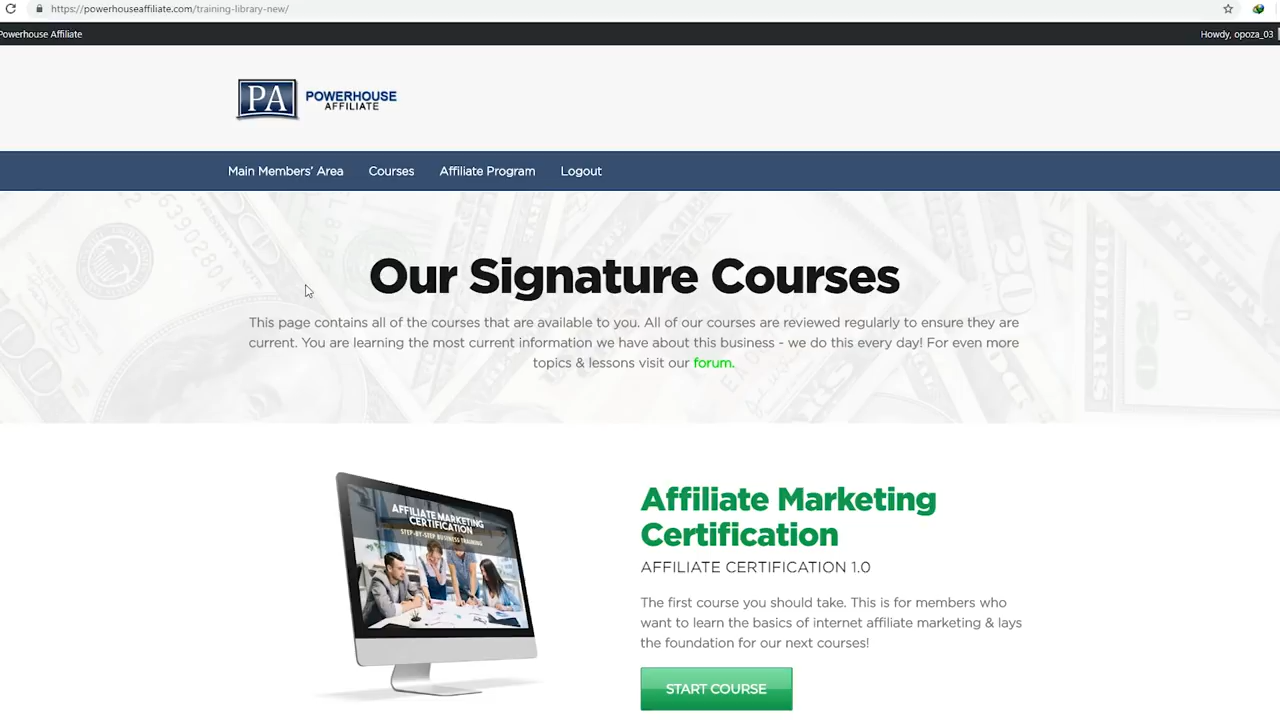 https://powerhouseaffiliate.com/training-library-new/
Powerhouse Affiliate
Howdy, opoza_03
PA POWERHOUSE
AFFILIATE
Main Members' Area Courses Affiliate Program Logout
Our Signature Courses
This page contains all of the courses that are available to you. All of our courses are reviewed regularly to ensure they are
current. You are learning the most current information we have about this business - we do this every day! For even more
topics & lessons visit our forum.
AFFILIATE MARKETING
CERTIFICATION
STEP-BY-STEP BUSINESS TRAINING
Affiliate Marketing
Certification
AFFILIATE CERTIFICATION 1.0
The first course you should take. This is for members who
want to learn the basics of internet affiliate marketing & lays
the foundation for our next courses!
START COURSE